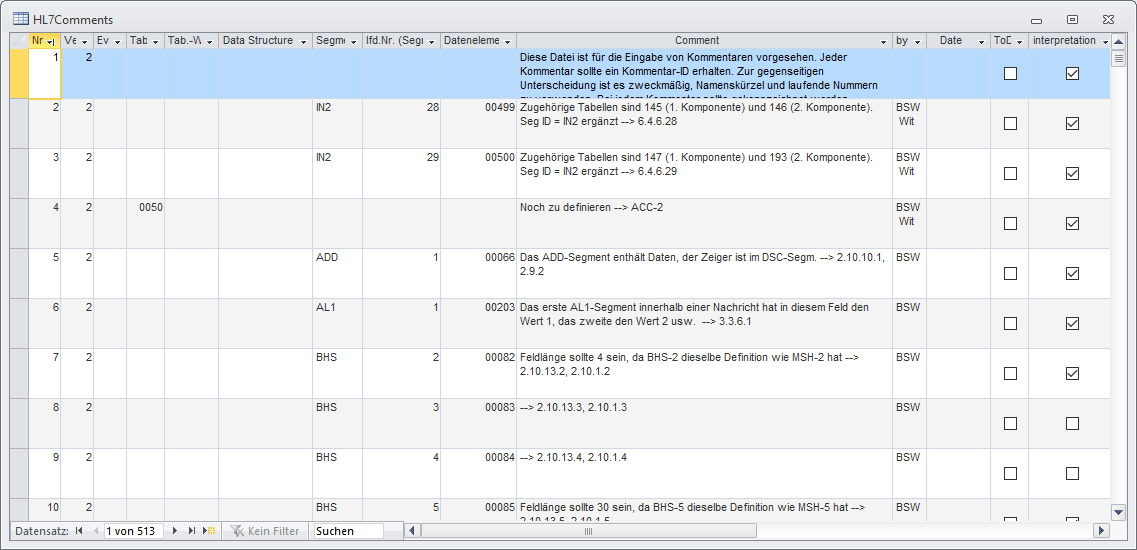 HL7Comments
Nr Ve Ev Tab Tab.-W Data Structure Segme lfd.Nr. (Segr Dateneleme Comment by Date ToD interpretation
1 2 Diese Datei ist für die Eingabe von Kommentaren vorgesehen. Jeder
Kommentar sollte ein Kommentar-ID erhalten. Zur gegenseitigen
Unterscheidung ist es zweckmäßig, Namenskürzel und laufende Nummern
2 2 IN2 28 00499 Zugehörige Tabellen sind 145 (1. Komponente) und 146 (2. Komponente). BSW
Seg ID = IN2 ergänzt --> 6.4.6.28 Wit
3 2 IN2 29 00500 Zugehörige Tabellen sind 147 (1. Komponente) und 193 (2. Komponente). BSW
Seg ID = IN2 ergänzt --> 6.4.6.29 Wit
4 2 0050 Noch zu definieren --> ACC-2 BSW
Wit
5 2 ADD 1 00066 Das ADD-Segment enthält Daten, der Zeiger ist im DSC-Segm. --> 2.10.10.1, BSW
2.9.2
6 2 AL1 1 00203 Das erste AL1-Segment innerhalb einer Nachricht hat in diesem Feld den BSW
Wert 1, das zweite den Wert 2 usw. --> 3.3.6.1
7 2 BHS 2 00082 Feldlänge sollte 4 sein, da BHS-2 dieselbe Definition wie MSH-2 hat --> BSW
2.10.13.2, 2.10.1.2
8 2 BHS 3 00083 --> 2.10.13.3, 2.10.1.3 BSW
9 2 BHS 4 00084 --> 2.10.13.4, 2.10.1.4 BSW
10 2 BHS 5 00085 Feldlänge sollte 30 sein, da BHS-5 dieselbe Definition wie MSH-5 hat --> BSW
2.10.13.5, 2.10.1.5
Datensatz: 1 von 513 Kein Filter Suchen